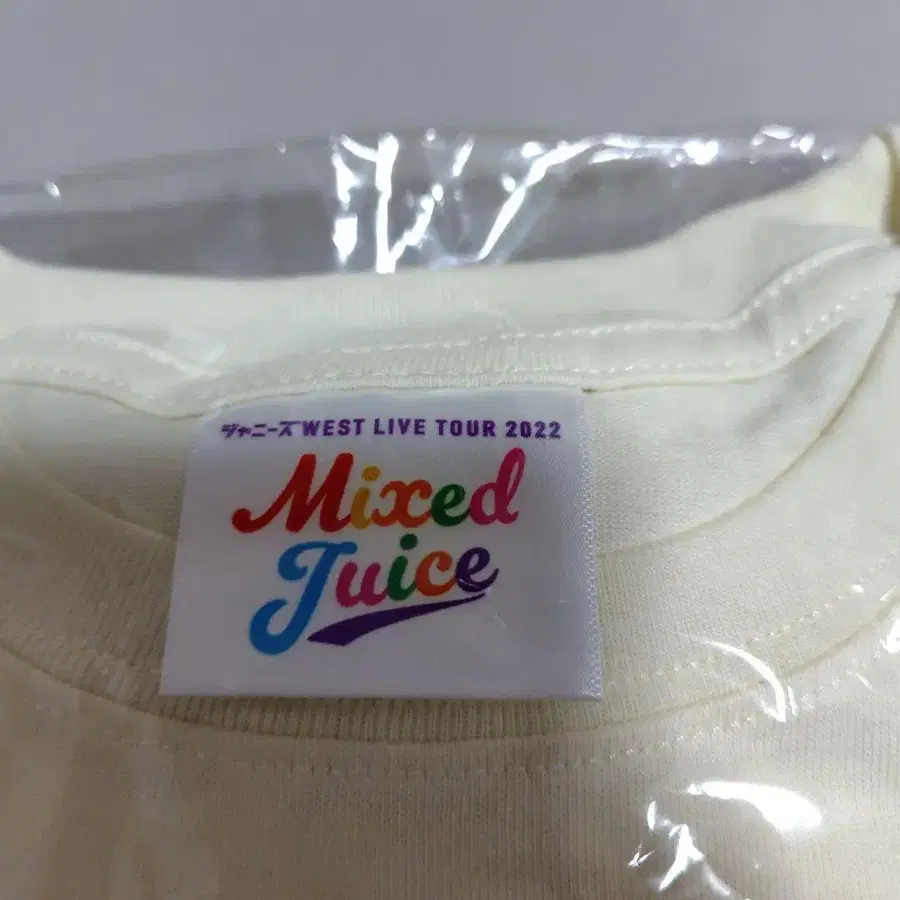 ジャニーズWEST LIVE TOUR 2022
Mixed
Juice